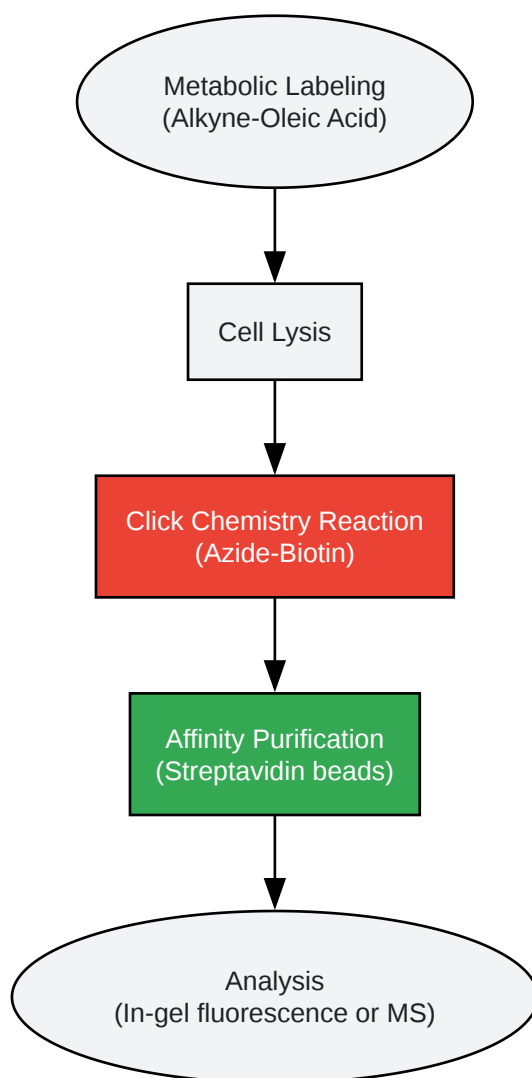 Metabolic Labeling
(Alkyne-Oleic Acid)
Cell Lysis
Click Chemistry Reaction
(Azide-Biotin)
Affinity Purification
(Streptavidin beads)
Analysis
(In-gel fluorescence or MS)